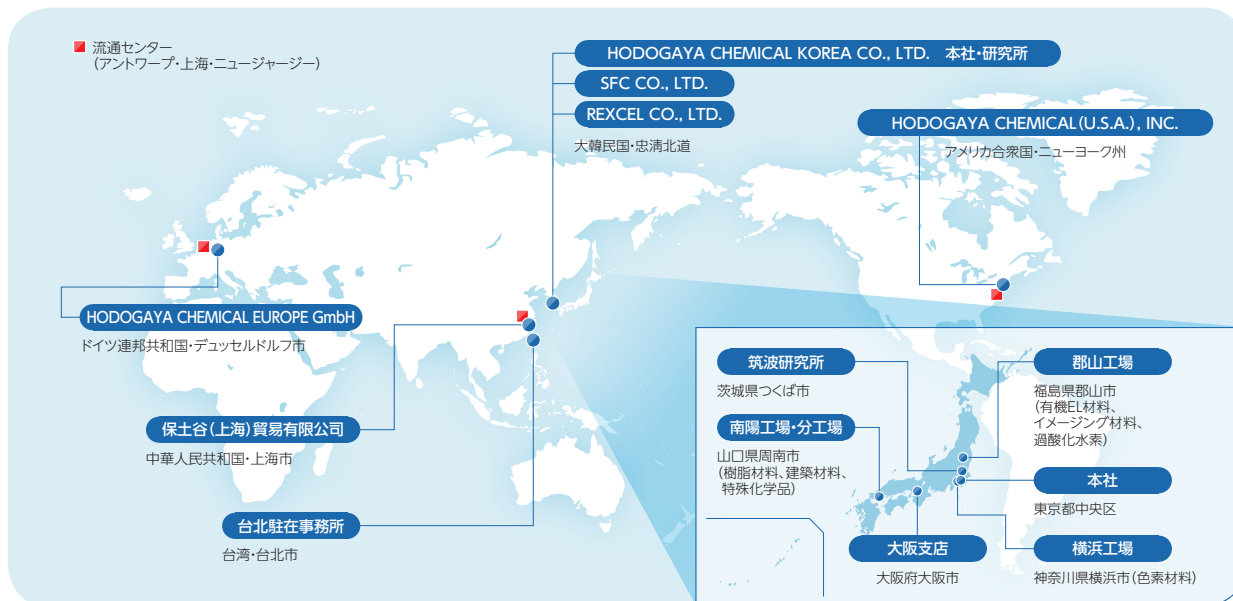 流通センター
(アントワープ・上海・ニュージャージー)
HODOGAYA CHEMICAL KOREA CO., LTD. 本社・研究所
SFC CO., LTD.
REXCEL CO., LTD.
大韓民国・忠清北道
HODOGAYA CHEMICAL(U.S.A.), INC.
アメリカ合衆国・ニューヨーク州
HODOGAYA CHEMICAL EUROPE GmbH
ドイツ連邦共和国・デュッセルドルフ市
保土谷(上海)貿易有限公司
中華人民共和国・上海市
台北駐在事務所
台湾・台北市
筑波研究所
茨城県つくば市
南陽工場・分工場
山口県周南市
(樹脂材料、建築材料、
特殊化学品)
大阪支店
大阪府大阪市
郡山工場
福島県郡山市
(有機EL材料、
イメージング材料、
過酸化水素)
本社
東京都中央区
横浜工場
神奈川県横浜市(色素材料)